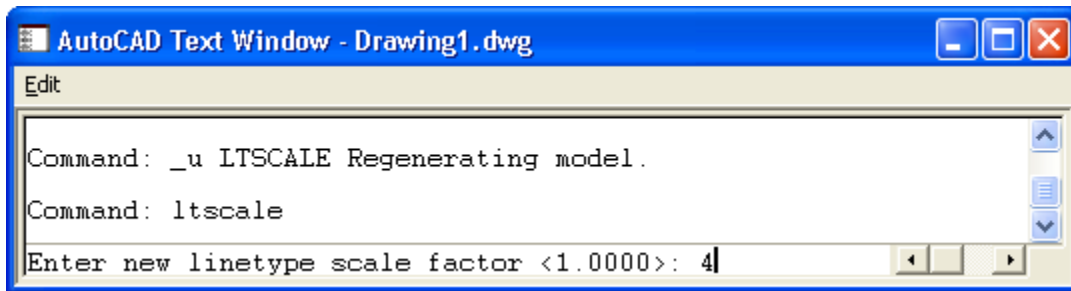 AutoCAD Text Window - Drawing1.dwg
Edit
Command: _u LTSCALE Regenerating model.
Command: ltscale
Enter new linetype scale factor <1.0000>: 4